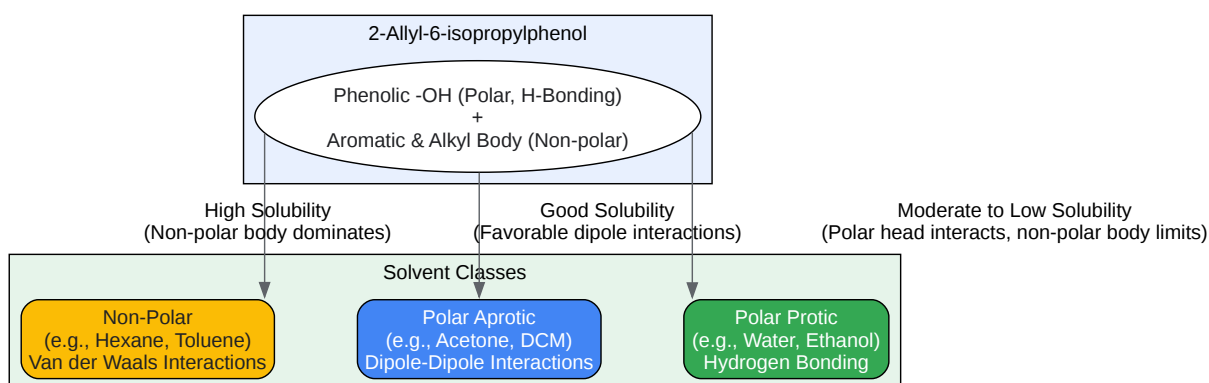 2-Allyl-6-isopropylphenol
Phenolic -OH (Polar, H-Bonding)
+
Aromatic & Alkyl Body (Non-polar)
High Solubility
(Non-polar body dominates)
Good Solubility
(Favorable dipole interactions)
Moderate to Low Solubility
(Polar head interacts, non-polar body limits)
Solvent Classes
Non-Polar
(e.g., Hexane, Toluene)
Van der Waals Interactions
Polar Aprotic
(e.g., Acetone, DCM)
Dipole-Dipole Interactions
Polar Protic
(e.g., Water, Ethanol)
Hydrogen Bonding